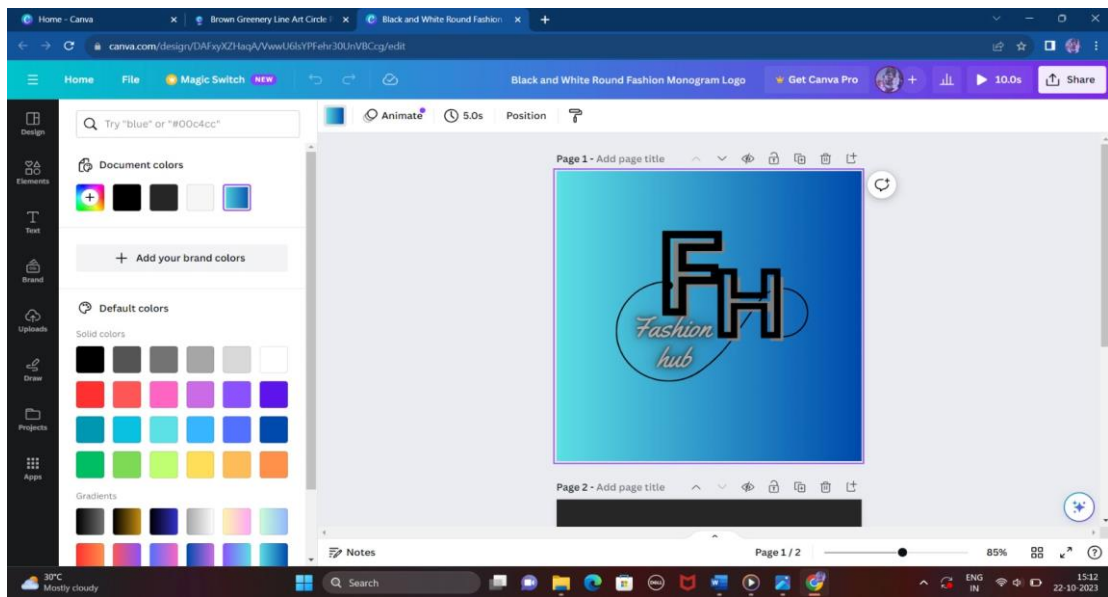 Home - Canva
Brown Greenery Line Art Circle
Black and White Round Fashion
canva.com/design/DAFxyXZHaqA/VwwU6lsYPFehr30UnVBCcg/edit
Home File Magic Switch NEW Black and White Round Fashion Monogram Logo Get Canva Pro 10.0s Share
Animate 5.0s Position
Design
Elements
Text
Brand
Uploads
Draw
Projects
Apps
Try "blue" or "#00c4cc"
Document colors
+ Add your brand colors
Default colors
Solid colors
Gradients
Page 1 - Add page title
FH
Fashion
hub
Page 2 - Add page title
Notes Page 1 / 2 85%
30°C
Mostly cloudy
Search
DELL
ENG
IN
15:12
22-10-2023